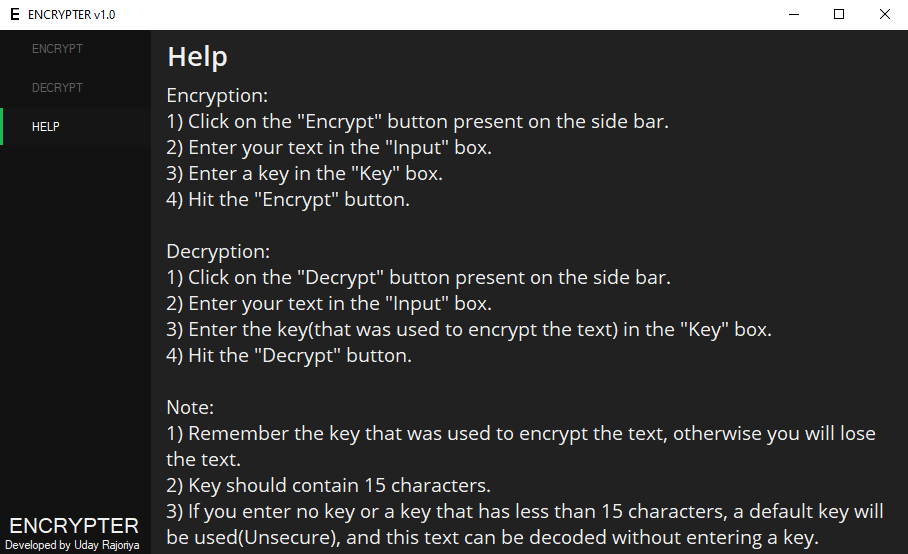 E ENCRYPTER v1.0
ENCRYPT
DECRYPT
HELP
Help
Encryption:
1) Click on the "Encrypt" button present on the side bar.
2) Enter your text in the "Input" box.
3) Enter a key in the "Key" box.
4) Hit the "Encrypt" button.
Decryption:
1) Click on the "Decrypt" button present on the side bar.
2) Enter your text in the "Input" box.
3) Enter the key(that was used to encrypt the text) in the "Key" box.
4) Hit the "Decrypt" button.
Note:
1) Remember the key that was used to encrypt the text, otherwise you will lose
the text.
2) Key should contain 15 characters.
3) If you enter no key or a key that has less than 15 characters, a default key will
be used(Unsecure), and this text can be decoded without entering a key.
ENCRYPTER
Developed by Uday Rajoriya